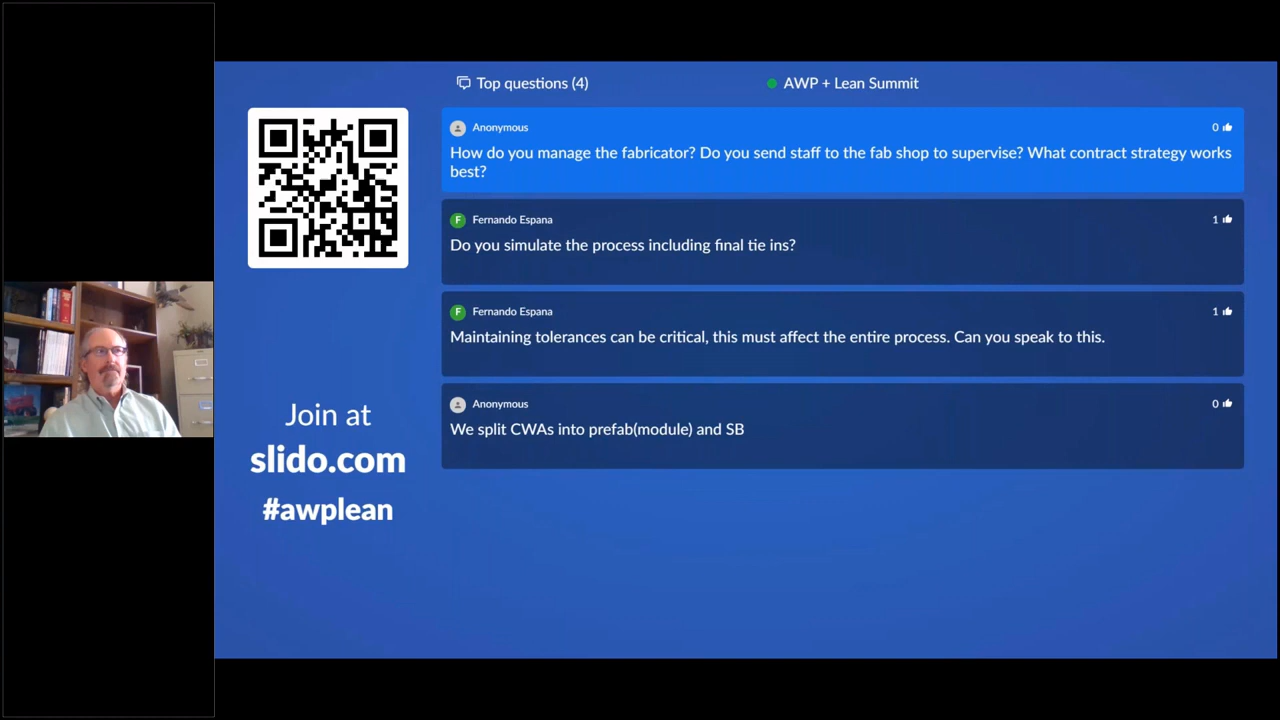 Top questions (4)
AWP + Lean Summit
Anonymous
0
How do you manage the fabricator? Do you send staff to the fab shop to supervise? What contract strategy works
best?
F
Fernando Espana
1
Do you simulate the process including final tie ins?
F
Fernando Espana
1
Maintaining tolerances can be critical, this must affect the entire process. Can you speak to this.
Anonymous
0
We split CWAs into prefab(module) and SB
Join at
slido.com
#awplean